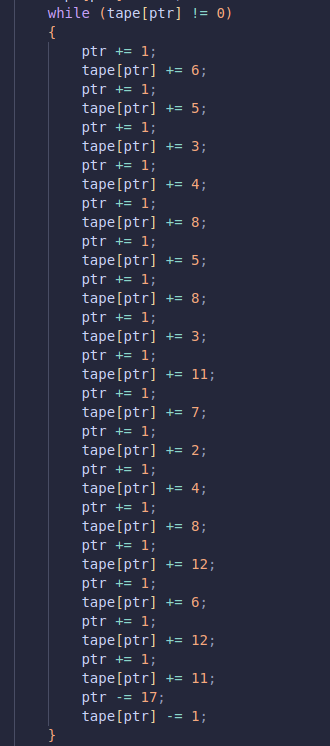 while (tape[ptr] != 0)
{
ptr += 1;
tape[ptr] += 6;
ptr += 1;
tape[ptr] += 5;
ptr += 1;
tape[ptr] += 3;
ptr += 1;
tape[ptr] += 4;
ptr += 1;
tape[ptr] += 8;
ptr += 1;
tape[ptr] += 5;
ptr += 1;
tape[ptr] += 8;
ptr += 1;
tape[ptr] += 3;
ptr += 1;
tape[ptr] += 11;
ptr += 1;
tape[ptr] += 7;
ptr += 1;
tape[ptr] += 2;
ptr += 1;
tape[ptr] += 4;
ptr += 1;
tape[ptr] += 8;
ptr += 1;
tape[ptr] += 12;
ptr += 1;
tape[ptr] += 6;
ptr += 1;
tape[ptr] += 12;
ptr += 1;
tape[ptr] += 11;
ptr -= 17;
tape[ptr] -= 1;
}